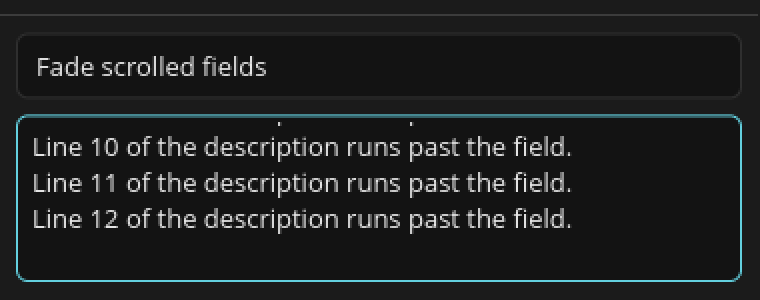 Fade scrolled fields
Line 10 of the description runs past the field.
Line 11 of the description runs past the field.
Line 12 of the description runs past the field.